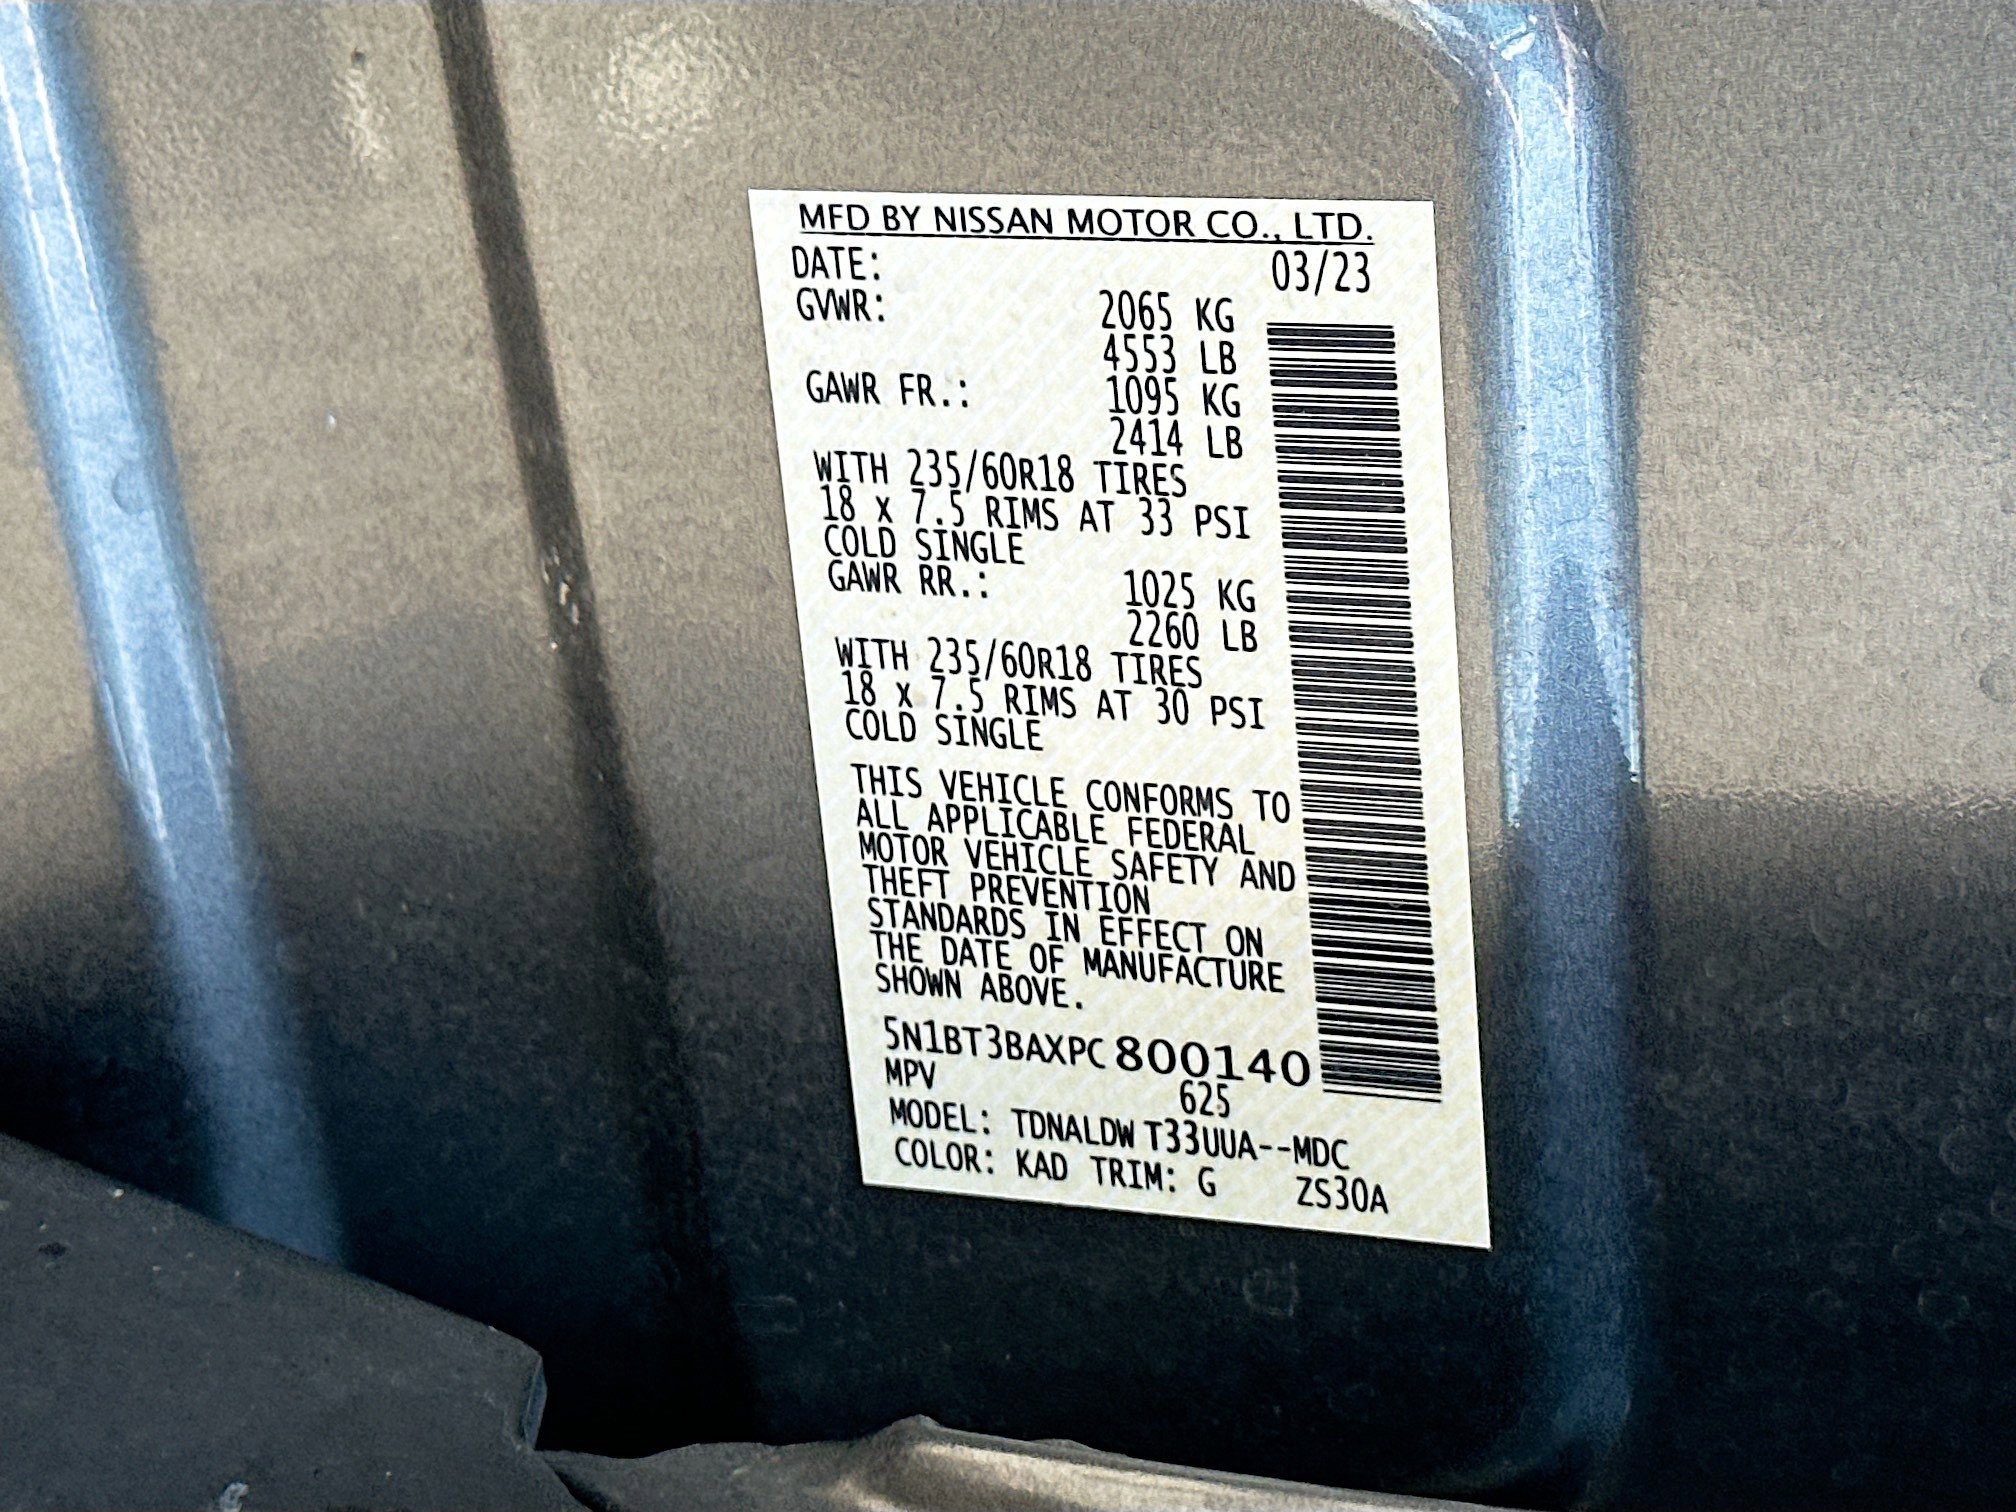 MFD BY NISSAN MOTOR CO., LTD.
DATE: 03/23
GVWR: 2065 KG
4553 LB
GAWR FR.: 1095 KG
2414 LB
WITH 235/60R18 TIRES
18 x 7.5 RIMS AT 33 PSI
COLD SINGLE
GAWR RR.: 1025 KG
2260 LB
WITH 235/60R18 TIRES
18 x 7.5 RIMS AT 30 PSI
COLD SINGLE
THIS VEHICLE CONFORMS TO
ALL APPLICABLE FEDERAL
MOTOR VEHICLE SAFETY AND
THEFT PREVENTION
STANDARDS IN EFFECT ON
THE DATE OF MANUFACTURE
SHOWN ABOVE.
5N1BT3BAXPC800140
MPV 625
MODEL: TDNALDW T33UUA--MDC
COLOR: KAD TRIM: G ZS30A